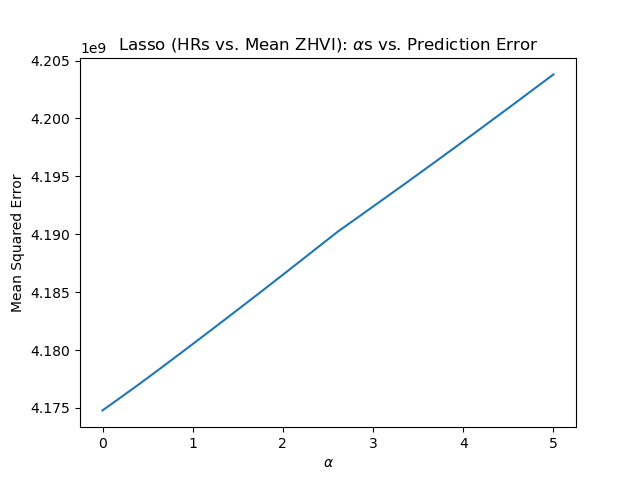 Lasso (HRs vs. Mean ZHVI): αs vs. Prediction Error
1e9
4.205
4.200
4.195
4.190
4.185
4.180
4.175
Mean Squared Error
0 1 2 3 4 5
α